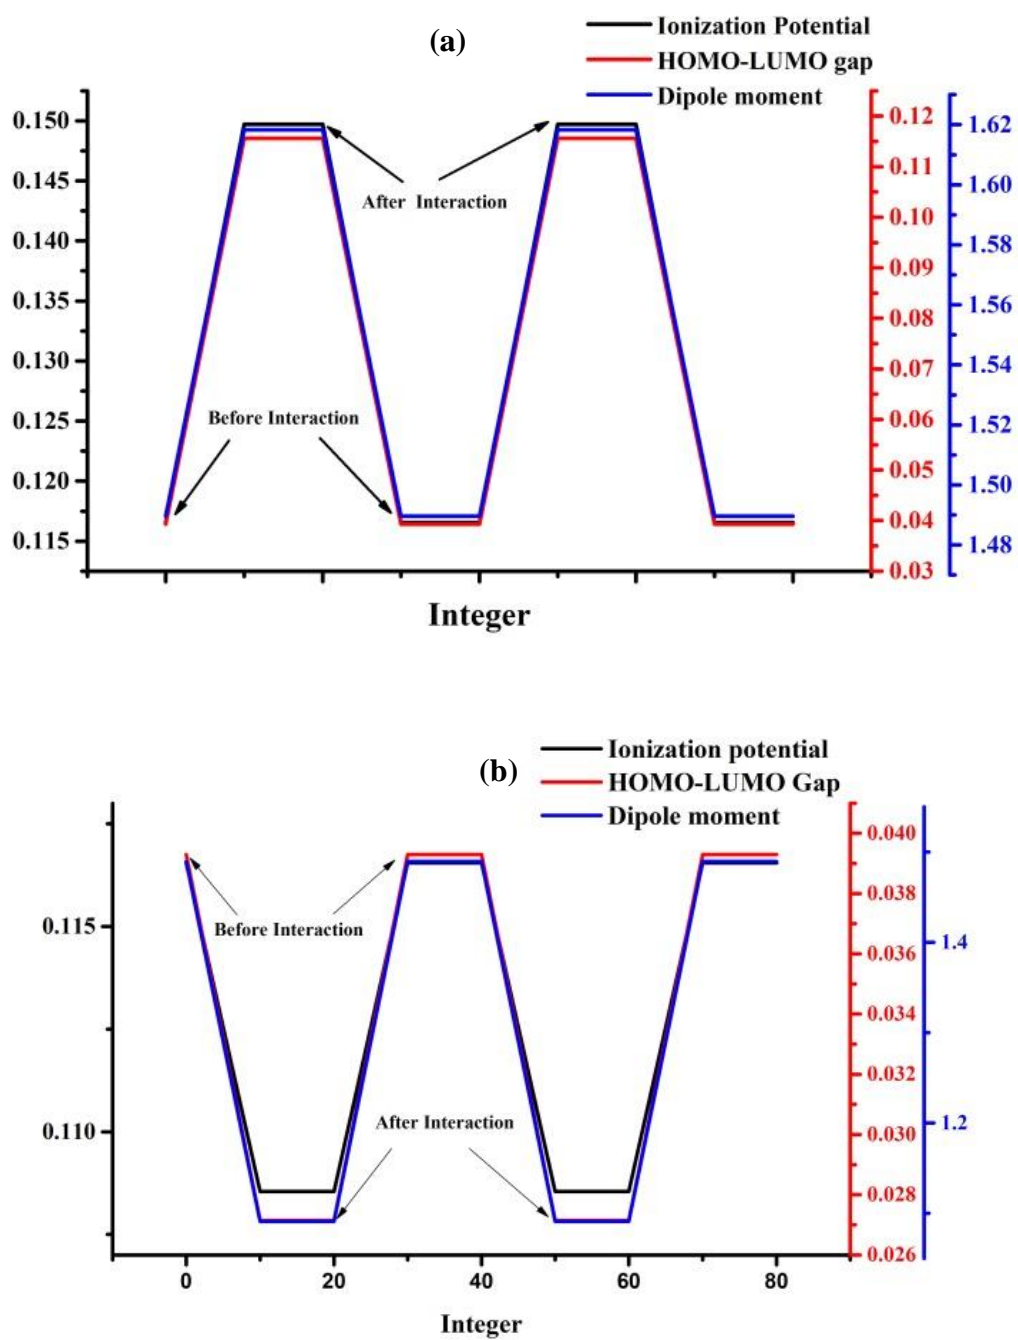 (a)
Ionization Potential
HOMO-LUMO gap
Dipole moment
0.150
0.145
0.140
0.135
0.130
0.125
0.120
0.115
After Interaction
Before Interaction
0.12
0.11
0.10
0.09
0.08
0.07
0.06
0.05
0.04
0.03
1.62
1.60
1.58
1.56
1.54
1.52
1.50
1.48
Integer
(b)
Ionization potential
HOMO-LUMO Gap
Dipole moment
0.115
0.110
Before Interaction
After Interaction
0.040
0.038
0.036
0.034
0.032
0.030
0.028
0.026
1.4
1.2
0 20 40 60 80
Integer